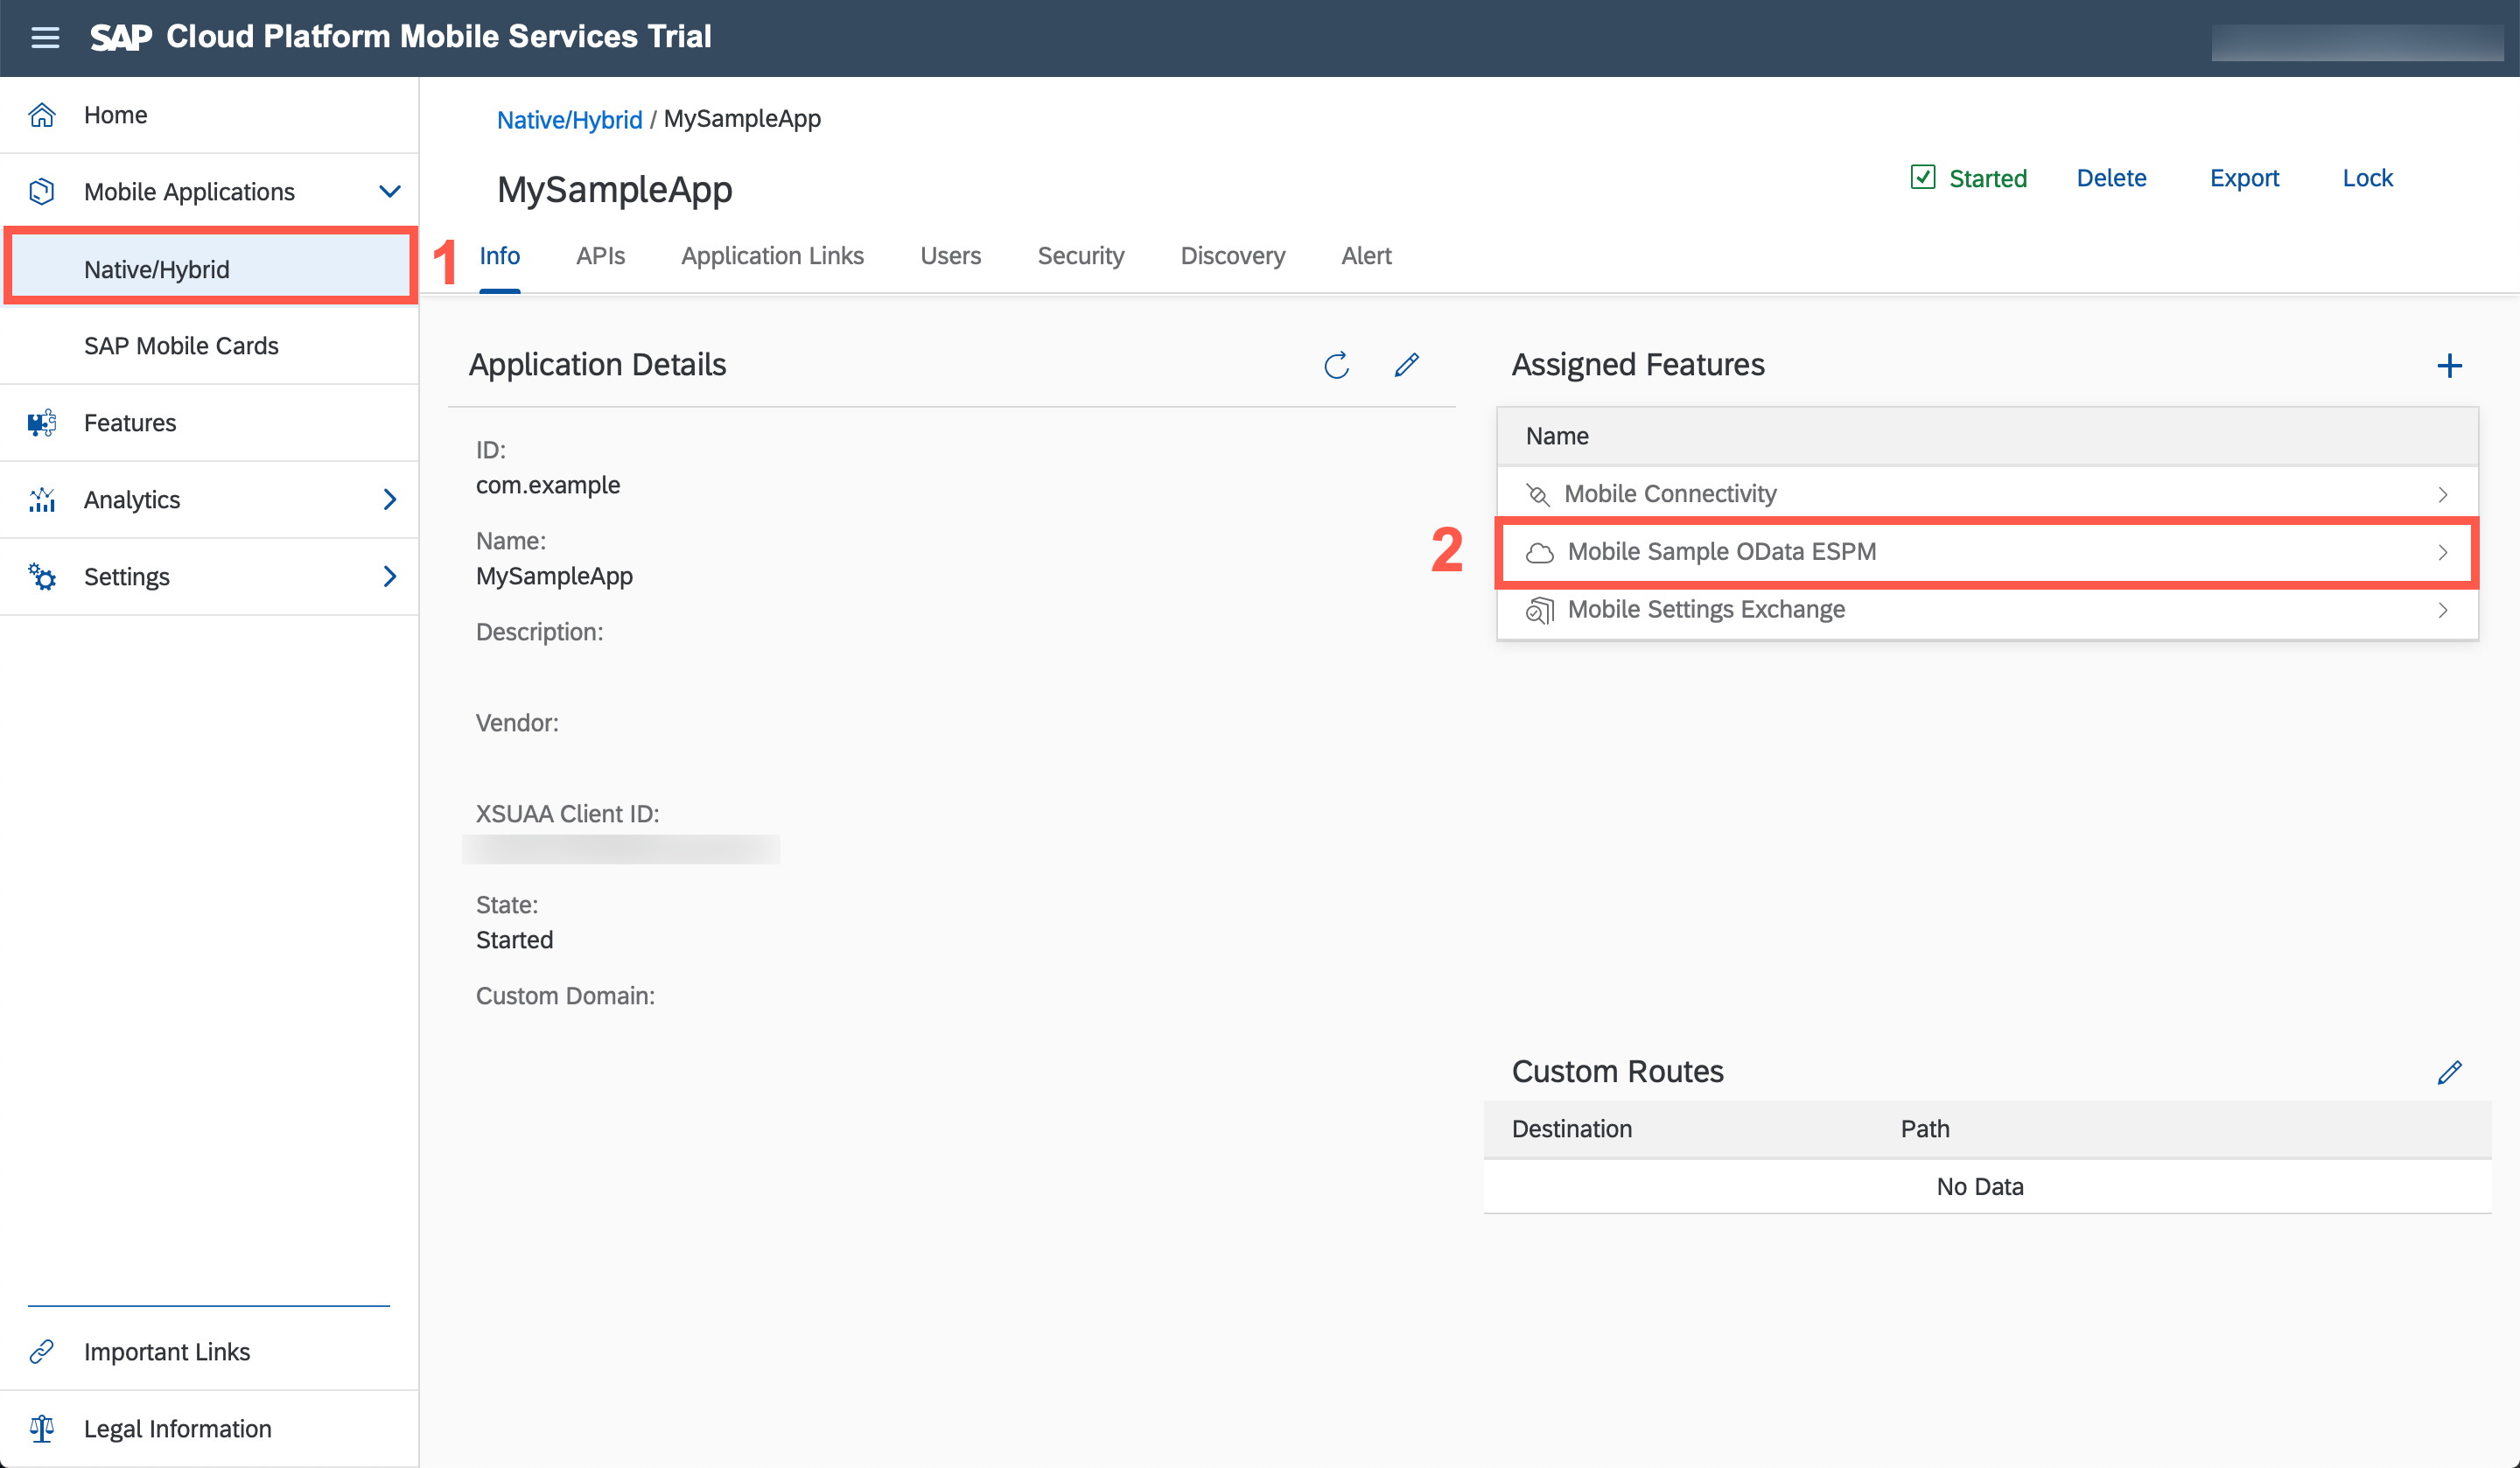 SAP Cloud Platform Mobile Services Trial
Home
Mobile Applications
Native/Hybrid
SAP Mobile Cards
Features
Analytics
Settings
Important Links
Legal Information
1
Native/Hybrid / MySampleApp
MySampleApp
Started Delete Export Lock
Info APIs Application Links Users Security Discovery Alert
Application Details
ID:
com.example
Name:
MySampleApp
Description:
Vendor:
XSUAA Client ID:
State:
Started
Custom Domain:
Assigned Features
Name
Mobile Connectivity
2
Mobile Sample OData ESPM
Mobile Settings Exchange
Custom Routes
Destination Path
No Data